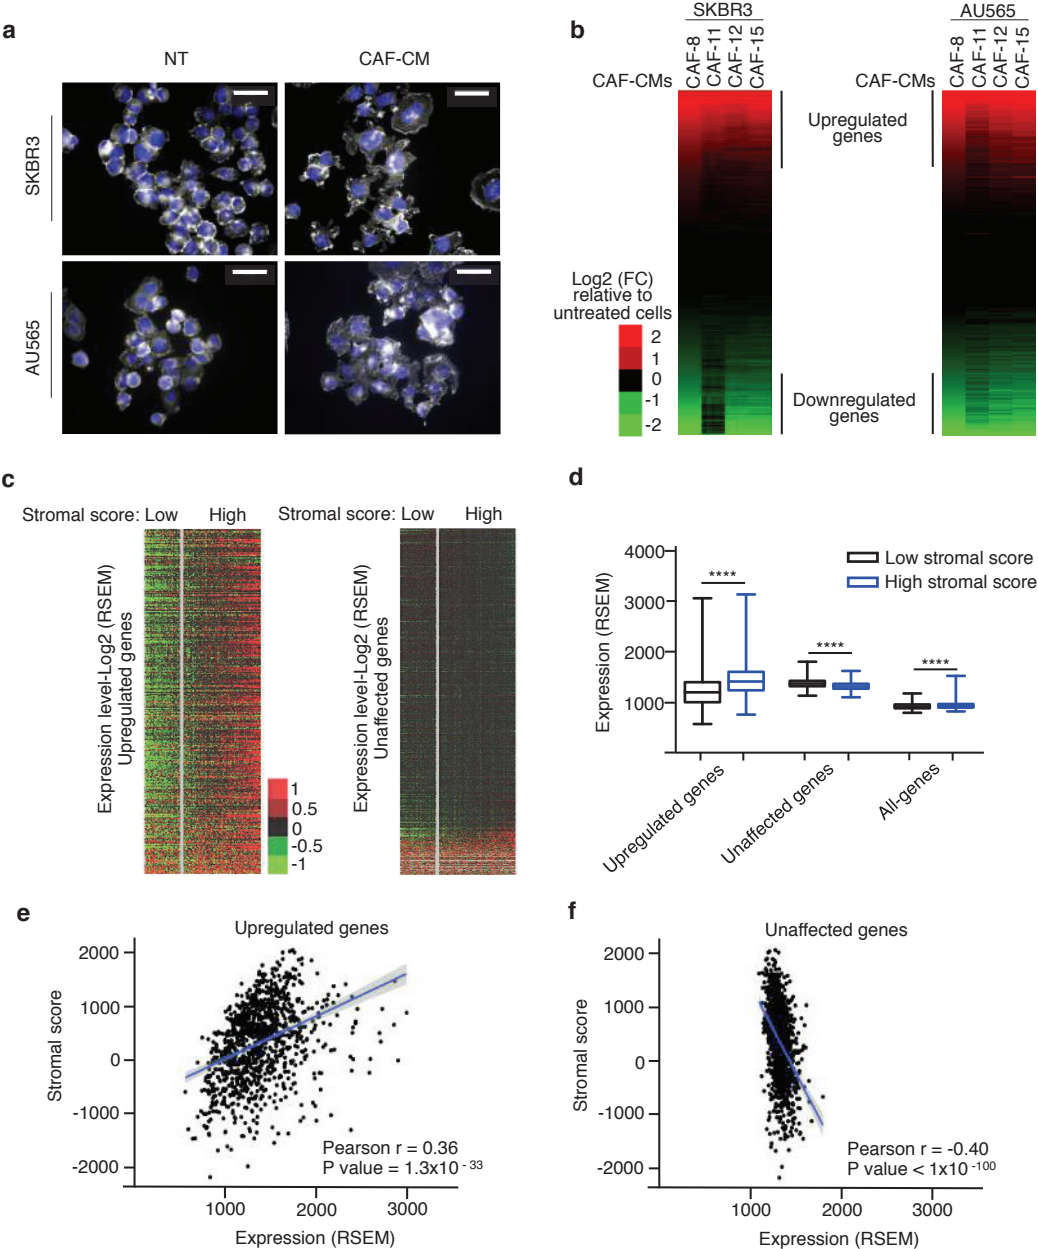 a
NT
CAF-CM
SKBR3
AU565
b
SKBR3
AU565
CAF-CMs
CAF-8
CAF-11
CAF-12
CAF-15
CAF-CMs
CAF-8
CAF-11
CAF-12
CAF-15
Upregulated
genes
Log2 (FC)
relative to
untreated cells
2
1
0
-1
-2
Downregulated
genes
c
Stromal score: Low High
Expression level-Log2 (RSEM)
Upregulated genes
1
0.5
0
-0.5
-1
Stromal score: Low High
Expression level-Log2 (RSEM)
Unaffected genes
d
4000
3000
2000
1000
Expression (RSEM)
Low stromal score
High stromal score
****
****
****
Upregulated genes
Unaffected genes
All-genes
e
Upregulated genes
Stromal score
2000
1000
0
-1000
-2000
Pearson r = 0.36
P value = 1.3x10 -33
1000 2000 3000
Expression (RSEM)
f
Unaffected genes
Stromal score
2000
1000
0
-1000
-2000
Pearson r = -0.40
P value < 1x10 -100
1000 2000 3000
Expression (RSEM)